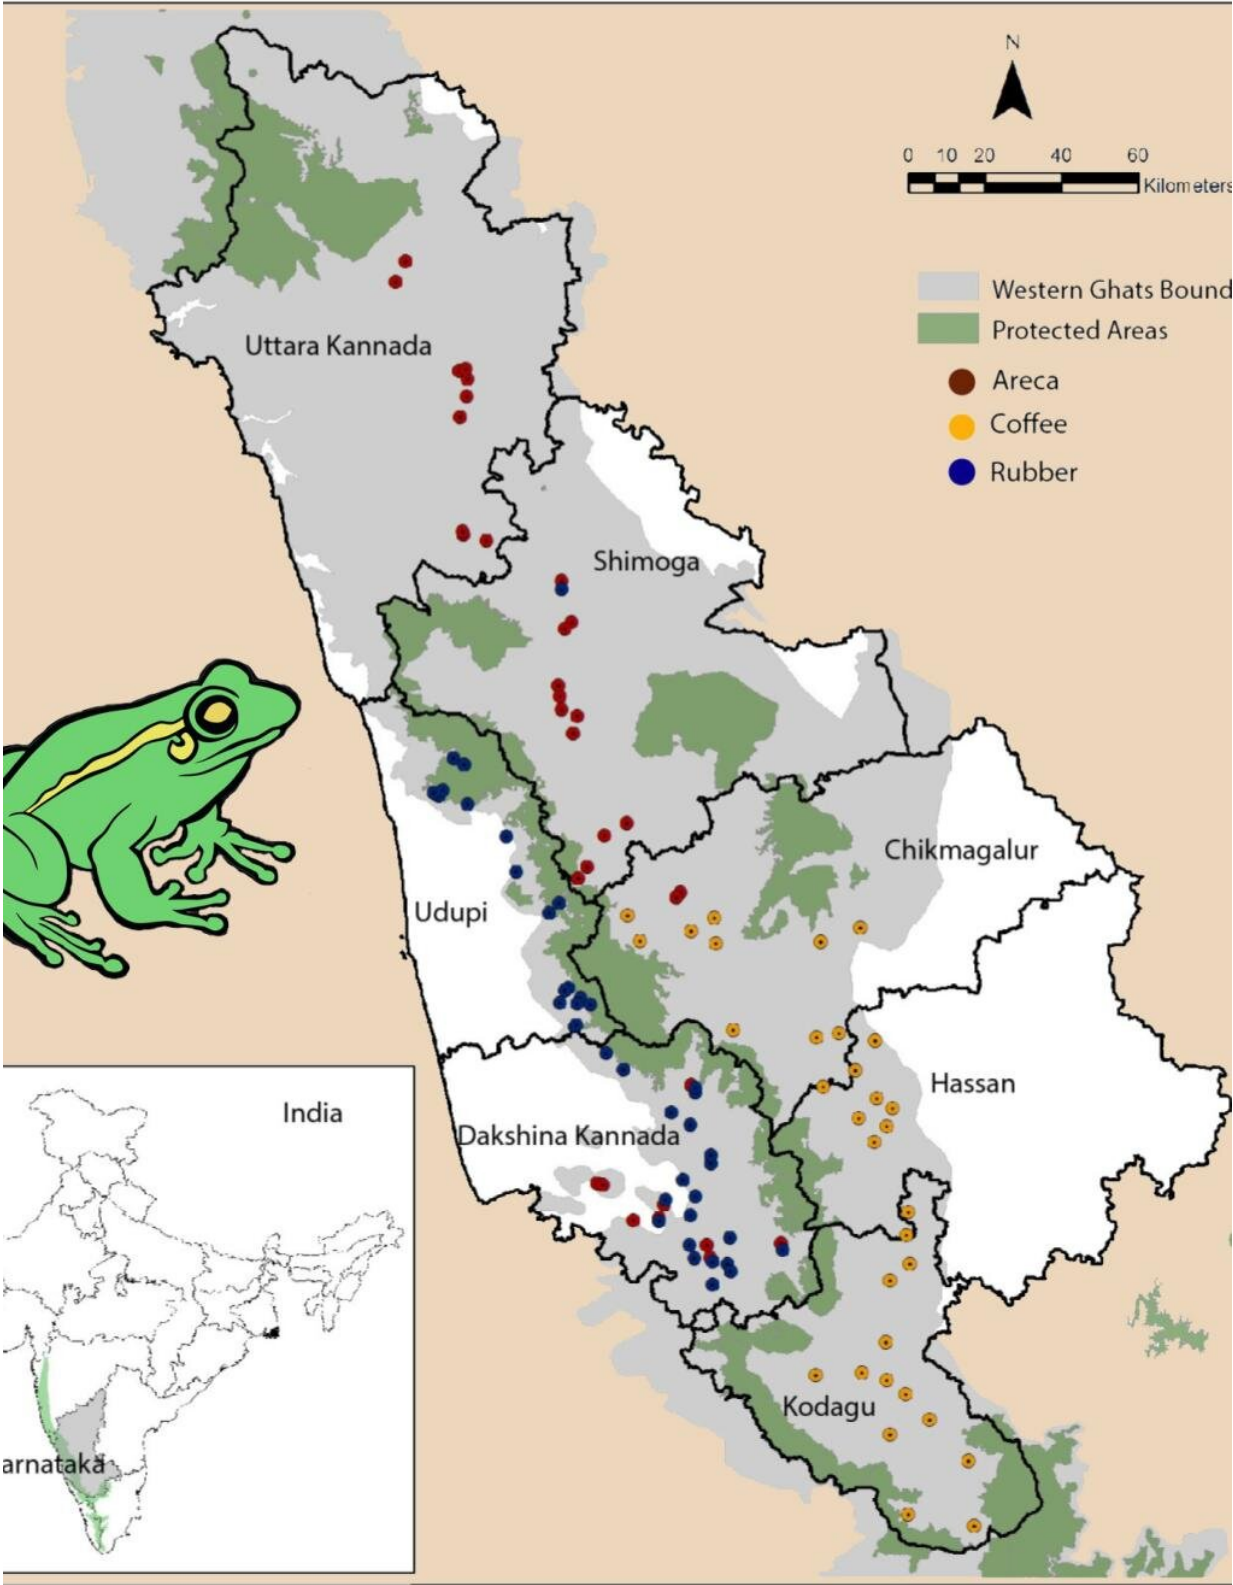 N
0 10 20 40 60
Kilometers
Western Ghats Bound
Protected Areas
Areca
Coffee
Rubber
Uttara Kannada
Shimoga
Chikmagalur
Udupi
Hassan
Dakshina Kannada
Kodagu
India
arnataka